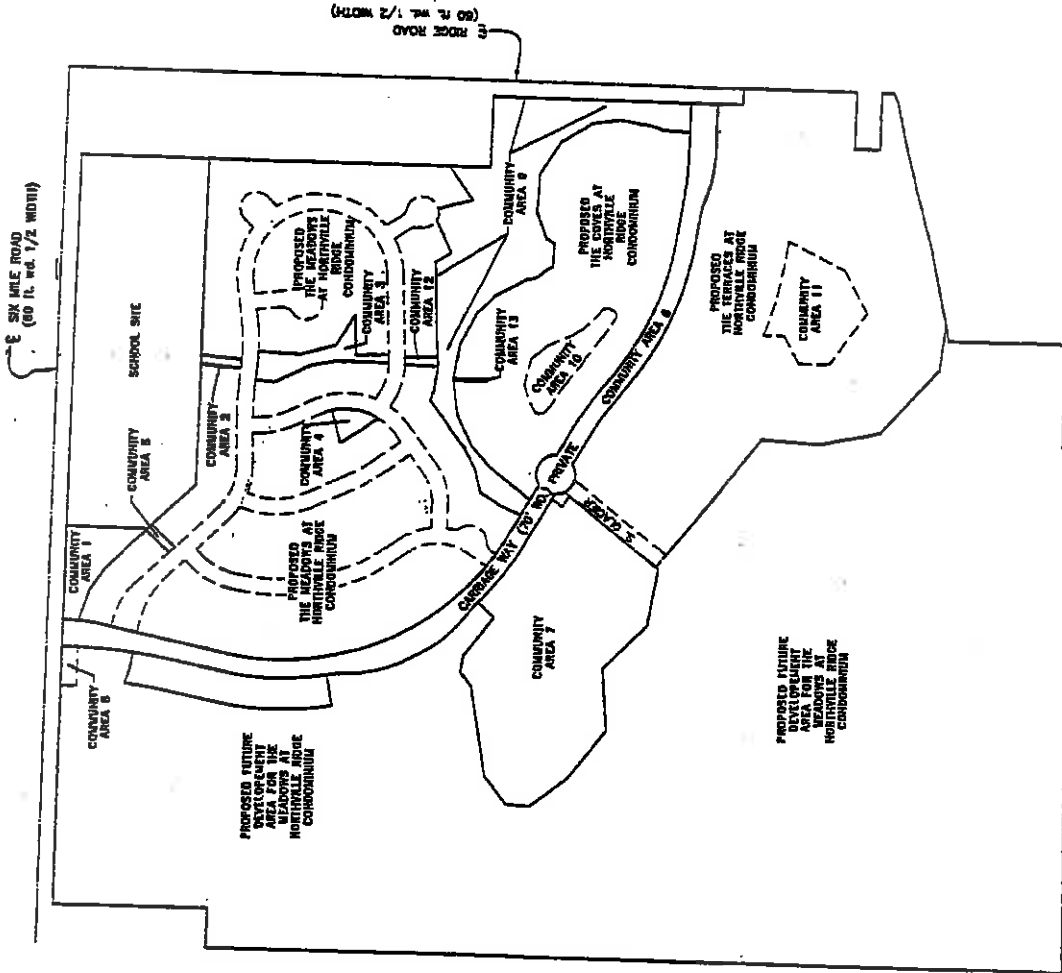 RIDGE ROAD
(60 ft. wd. 1/2 WIDTH)
SIX MILE ROAD
(60 ft. wd. 1/2 WIDTH)
SCHOOL SITE
PROPOSED
THE MEADOWS
AT NORTHVILLE
RIDGE
CONDOMINIUM
COMMUNITY
AREA 3
COMMUNITY
AREA 12
COMMUNITY
AREA 9
PROPOSED
THE COVES AT
NORTHVILLE
RIDGE
CONDOMINIUM
COMMUNITY
AREA 13
COMMUNITY
AREA 10
COMMUNITY AREA 6
PROPOSED
THE TERRACES AT
NORTHVILLE RIDGE
CONDOMINIUM
COMMUNITY
AREA 11
COMMUNITY
AREA 5
COMMUNITY
AREA 2
COMMUNITY
AREA 4
COMMUNITY
AREA 1
PROPOSED
THE MEADOWS AT
NORTHVILLE RIDGE
CONDOMINIUM
CARRIAGE WAY (70' WD. PRIVATE
GLACIER
COMMUNITY
AREA 7
COMMUNITY
AREA 8
PROPOSED FUTURE
DEVELOPEMENT
AREA FOR THE
MEADOWS AT
NORTHVILLE RIDGE
CONDOMINIUM
PROPOSED FUTURE
DEVELOPEMENT
AREA FOR THE
MEADOWS AT
NORTHVILLE RIDGE
CONDOMINIUM